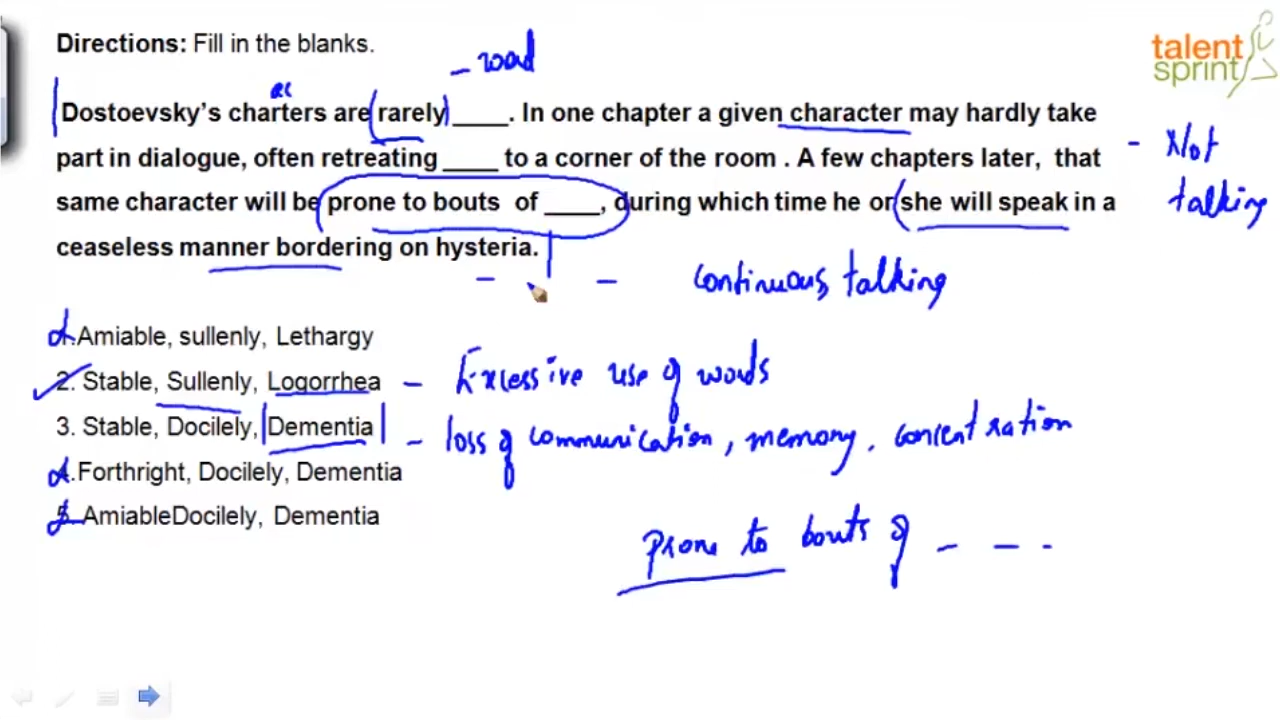 Directions: Fill in the blanks.
- word
talent
sprint
ac
Dostoevsky's charters are rarely ____. In one chapter a given character may hardly take
part in dialogue, often retreating ____ to a corner of the room . A few chapters later, that
- Not
talking
same character will be prone to bouts of ____, during which time he or she will speak in a
ceaseless manner bordering on hysteria.
- - continuous talking
1.Amiable, sullenly, Lethargy
2. Stable, Sullenly, Logorrhea - Excessive use of words
3. Stable, Docilely, Dementia - loss of communication, memory, concentration
4.Forthright, Docilely, Dementia
5. AmiableDocilely, Dementia
prone to bouts of - - -